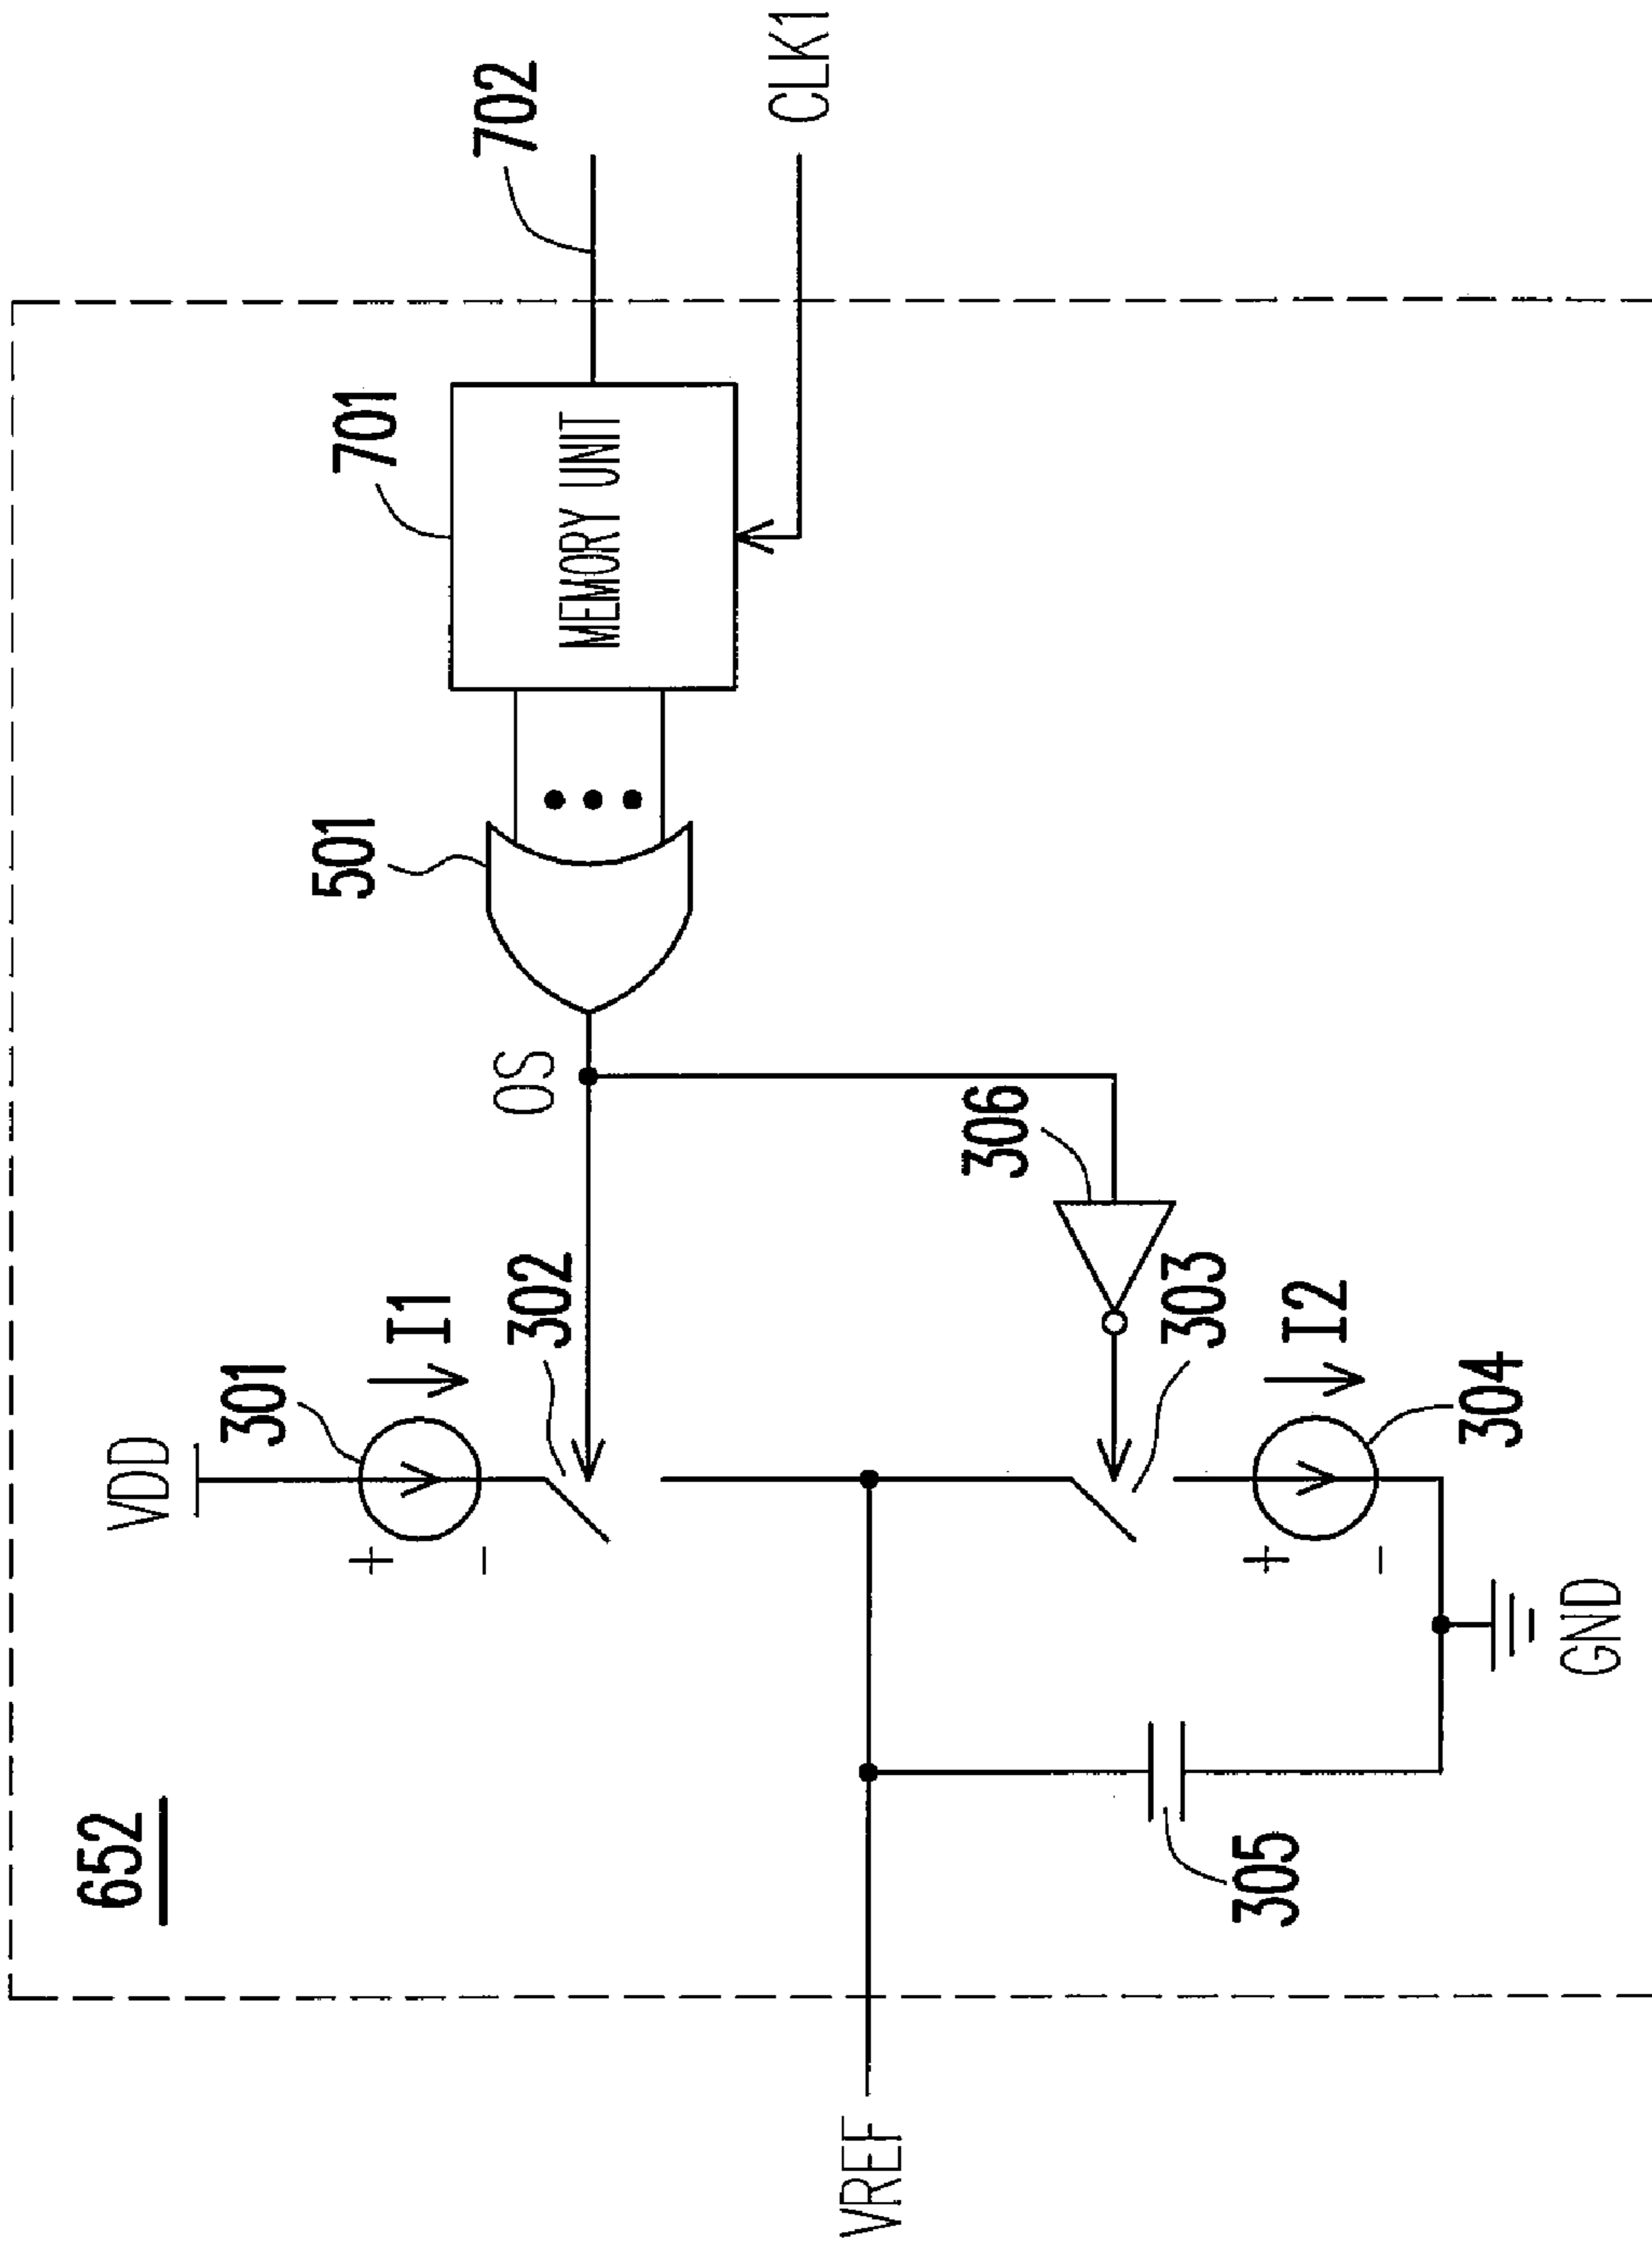 652
VDD
301
I1
302
OS
501
701
MEMORY UNIT
702
CLK1
VREF
306
303
I2
304
305
GND